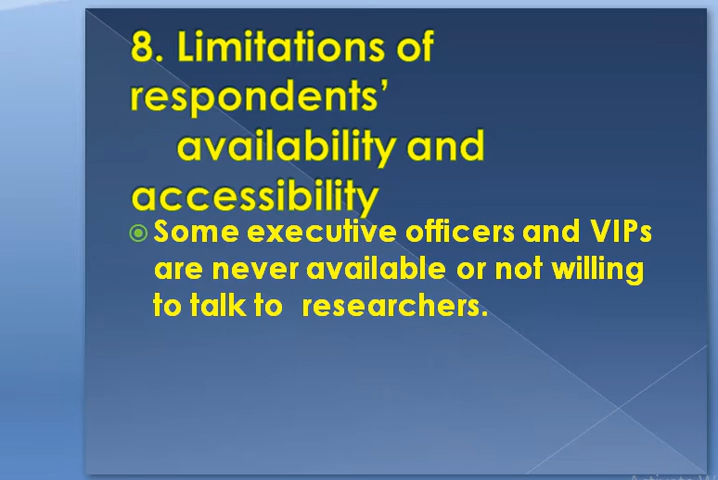 8. Limitations of
respondents’
availability and
accessibility
Some executive officers and VIPs
are never available or not willing
to talk to researchers.